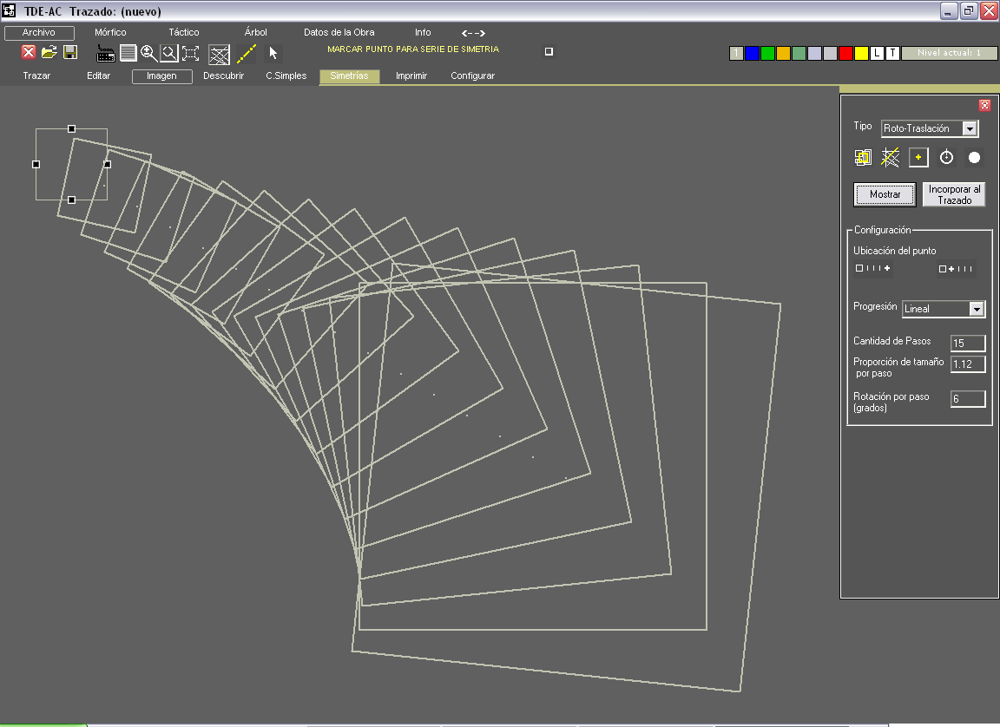 TDE-AC Trazado: (nuevo)
Archivo Mórfico Táctico Árbol Datos de la Obra Info <-->
MARCAR PUNTO PARA SERIE DE SIMETRIA
1 L T Nivel actual: 1
Trazar Editar Imagen Descubrir C.Simples Simetrías Imprimir Configurar
Tipo Roto-Traslación
Mostrar
Incorporar al
Trazado
Configuración
Ubicación del punto
Progresión Lineal
Cantidad de Pasos 15
Proporción de tamaño
por paso 1.12
Rotación por paso
(grados) 6